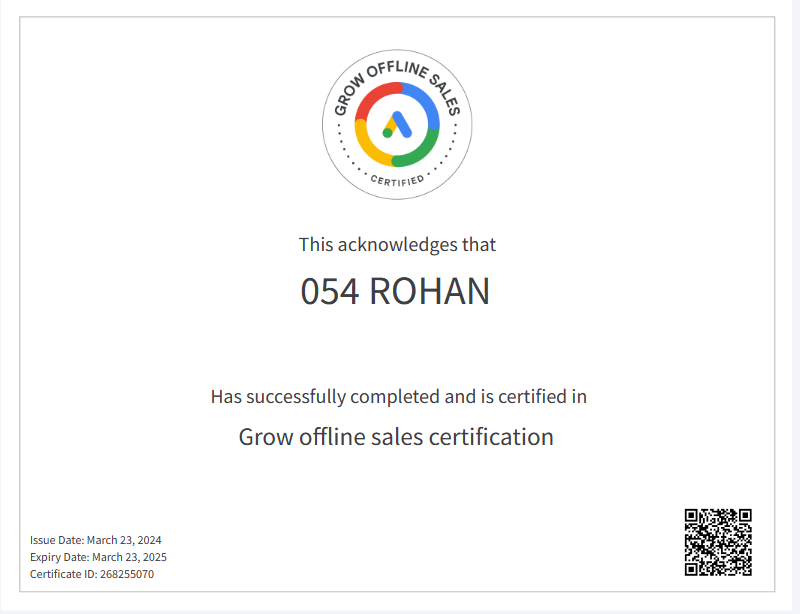 GROW OFFLINE SALES
CERTIFIED
This acknowledges that
054 ROHAN
Has successfully completed and is certified in
Grow offline sales certification
Issue Date: March 23, 2024
Expiry Date: March 23, 2025
Certificate ID: 268255070